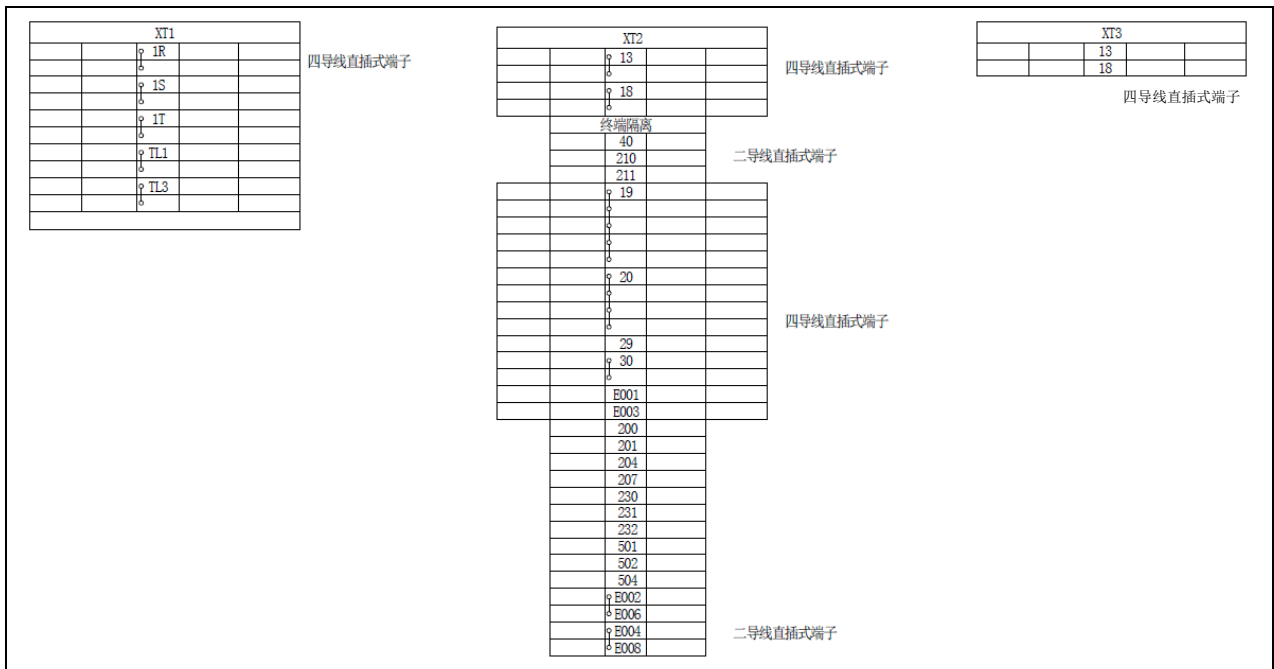 XT1
1R
1S
1T
TL1
TL3
四导线直插式端子
XT2
13
18
四导线直插式端子
终端隔离
40
210
211
二导线直插式端子
19
20
29
30
E001
E003
四导线直插式端子
200
201
204
207
230
231
232
501
502
504
E002
E006
E004
E008
二导线直插式端子
XT3
13
18
四导线直插式端子